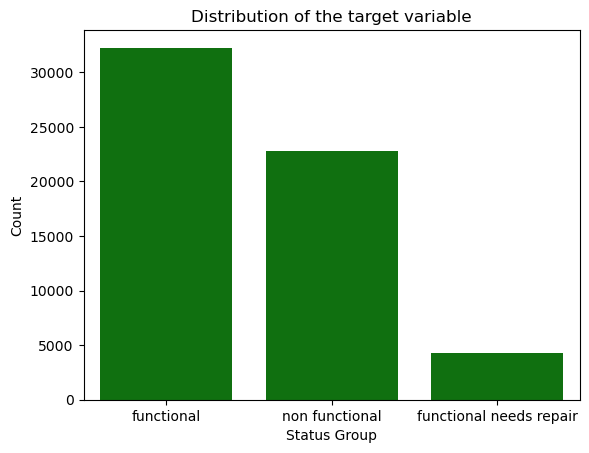 Distribution of the target variable
30000
25000
20000
15000
10000
5000
0
Count
functional
non functional
functional needs repair
Status Group